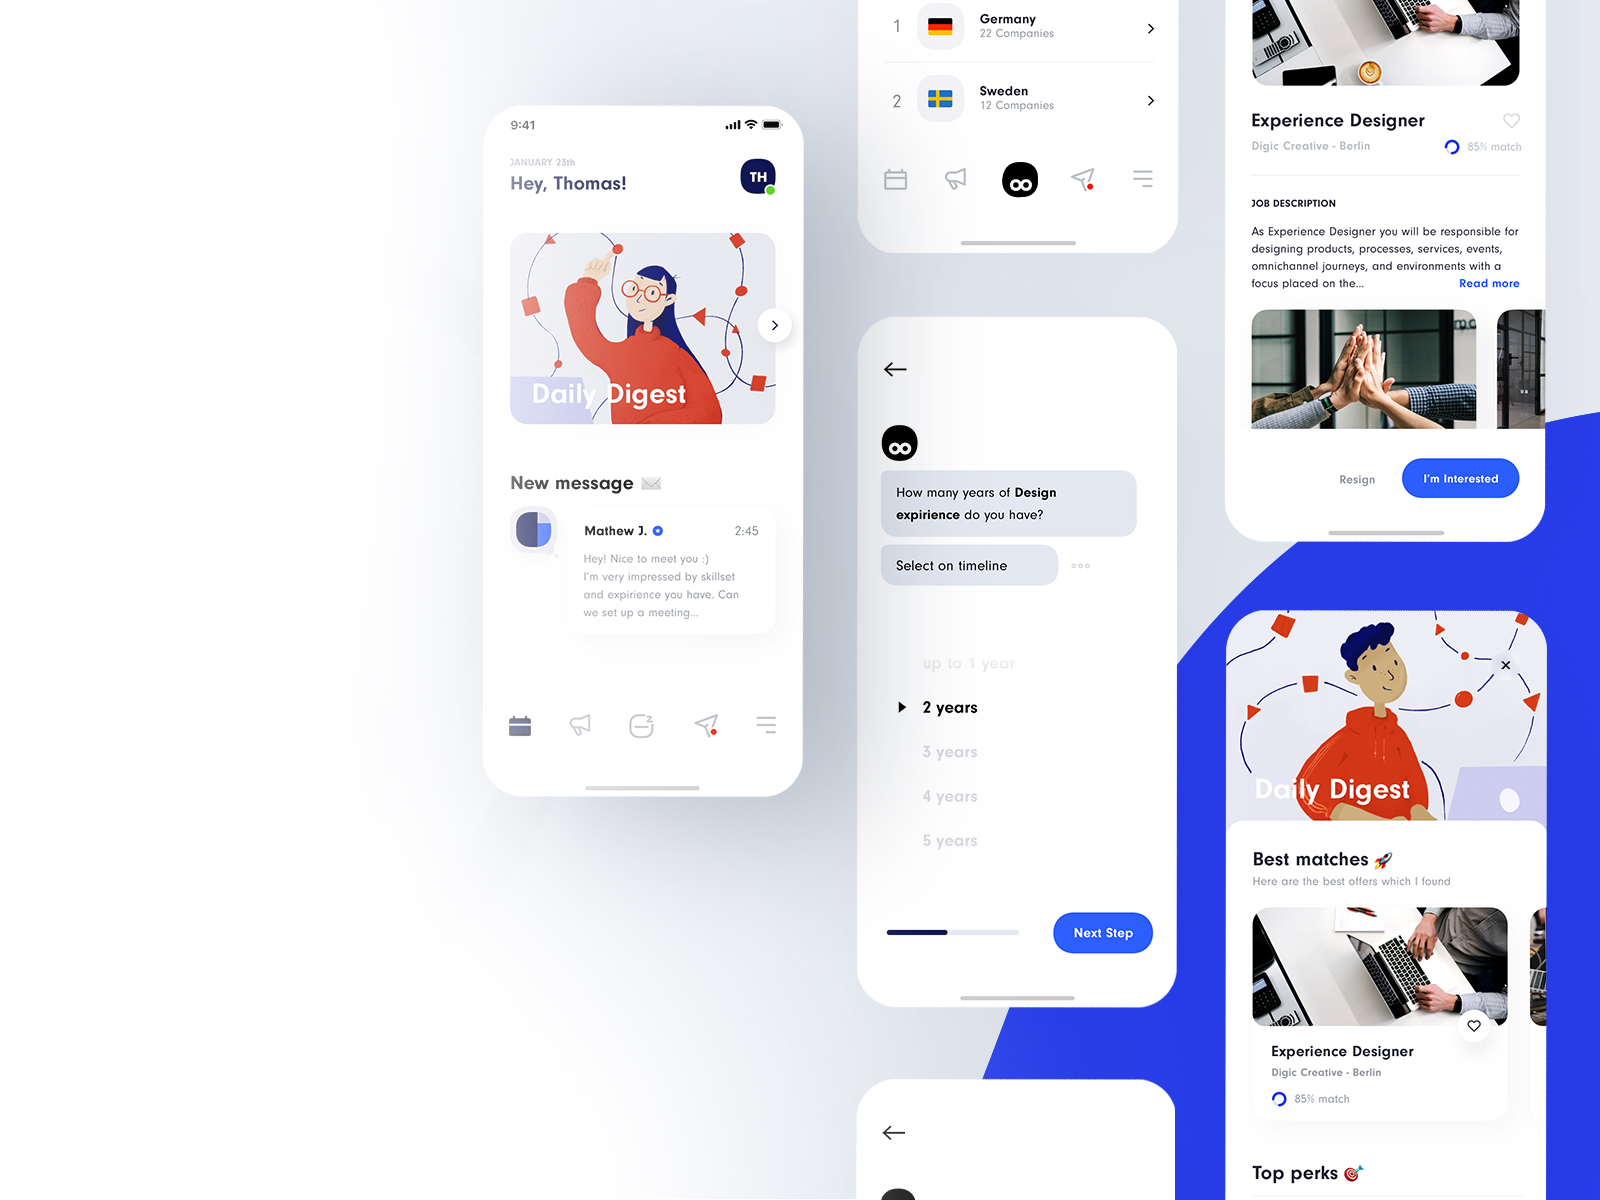 9:41
JANUARY 23th
Hey, Thomas!
TH
Daily Digest
New message
Mathew J.
2:45
Hey! Nice to meet you :)
I'm very impressed by skillset
and expirience you have. Can
we set up a meeting...
1
Germany
22 Companies
2
Sweden
12 Companies
How many years of Design
expirience do you have?
Select on timeline
up to 1 year
2 years
3 years
4 years
5 years
Next Step
Experience Designer
Digic Creative - Berlin
85% match
JOB DESCRIPTION
As Experience Designer you will be responsible for
designing products, processes, services, events,
omnichannel journeys, and environments with a
focus placed on the...
Read more
Resign
I'm Interested
Daily Digest
Best matches 🚀
Here are the best offers which I found
Experience Designer
Digic Creative - Berlin
85% match
Top perks 🎯